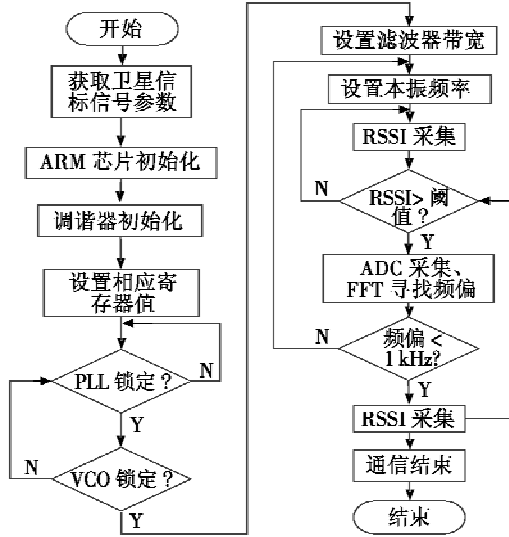 开始
获取卫星信
标信号参数
ARM 芯片初始化
调谐器初始化
设置相应寄
存器值
PLL 锁定？
N
Y
VCO 锁定？
N
Y
设置滤波器带宽
设置本振频率
RSSI 采集
N
RSSI> 阈
值？
Y
ADC 采集、
FFT 寻找频偏
N
频偏 <
1 kHz?
Y
RSSI 采集
通信结束
结束